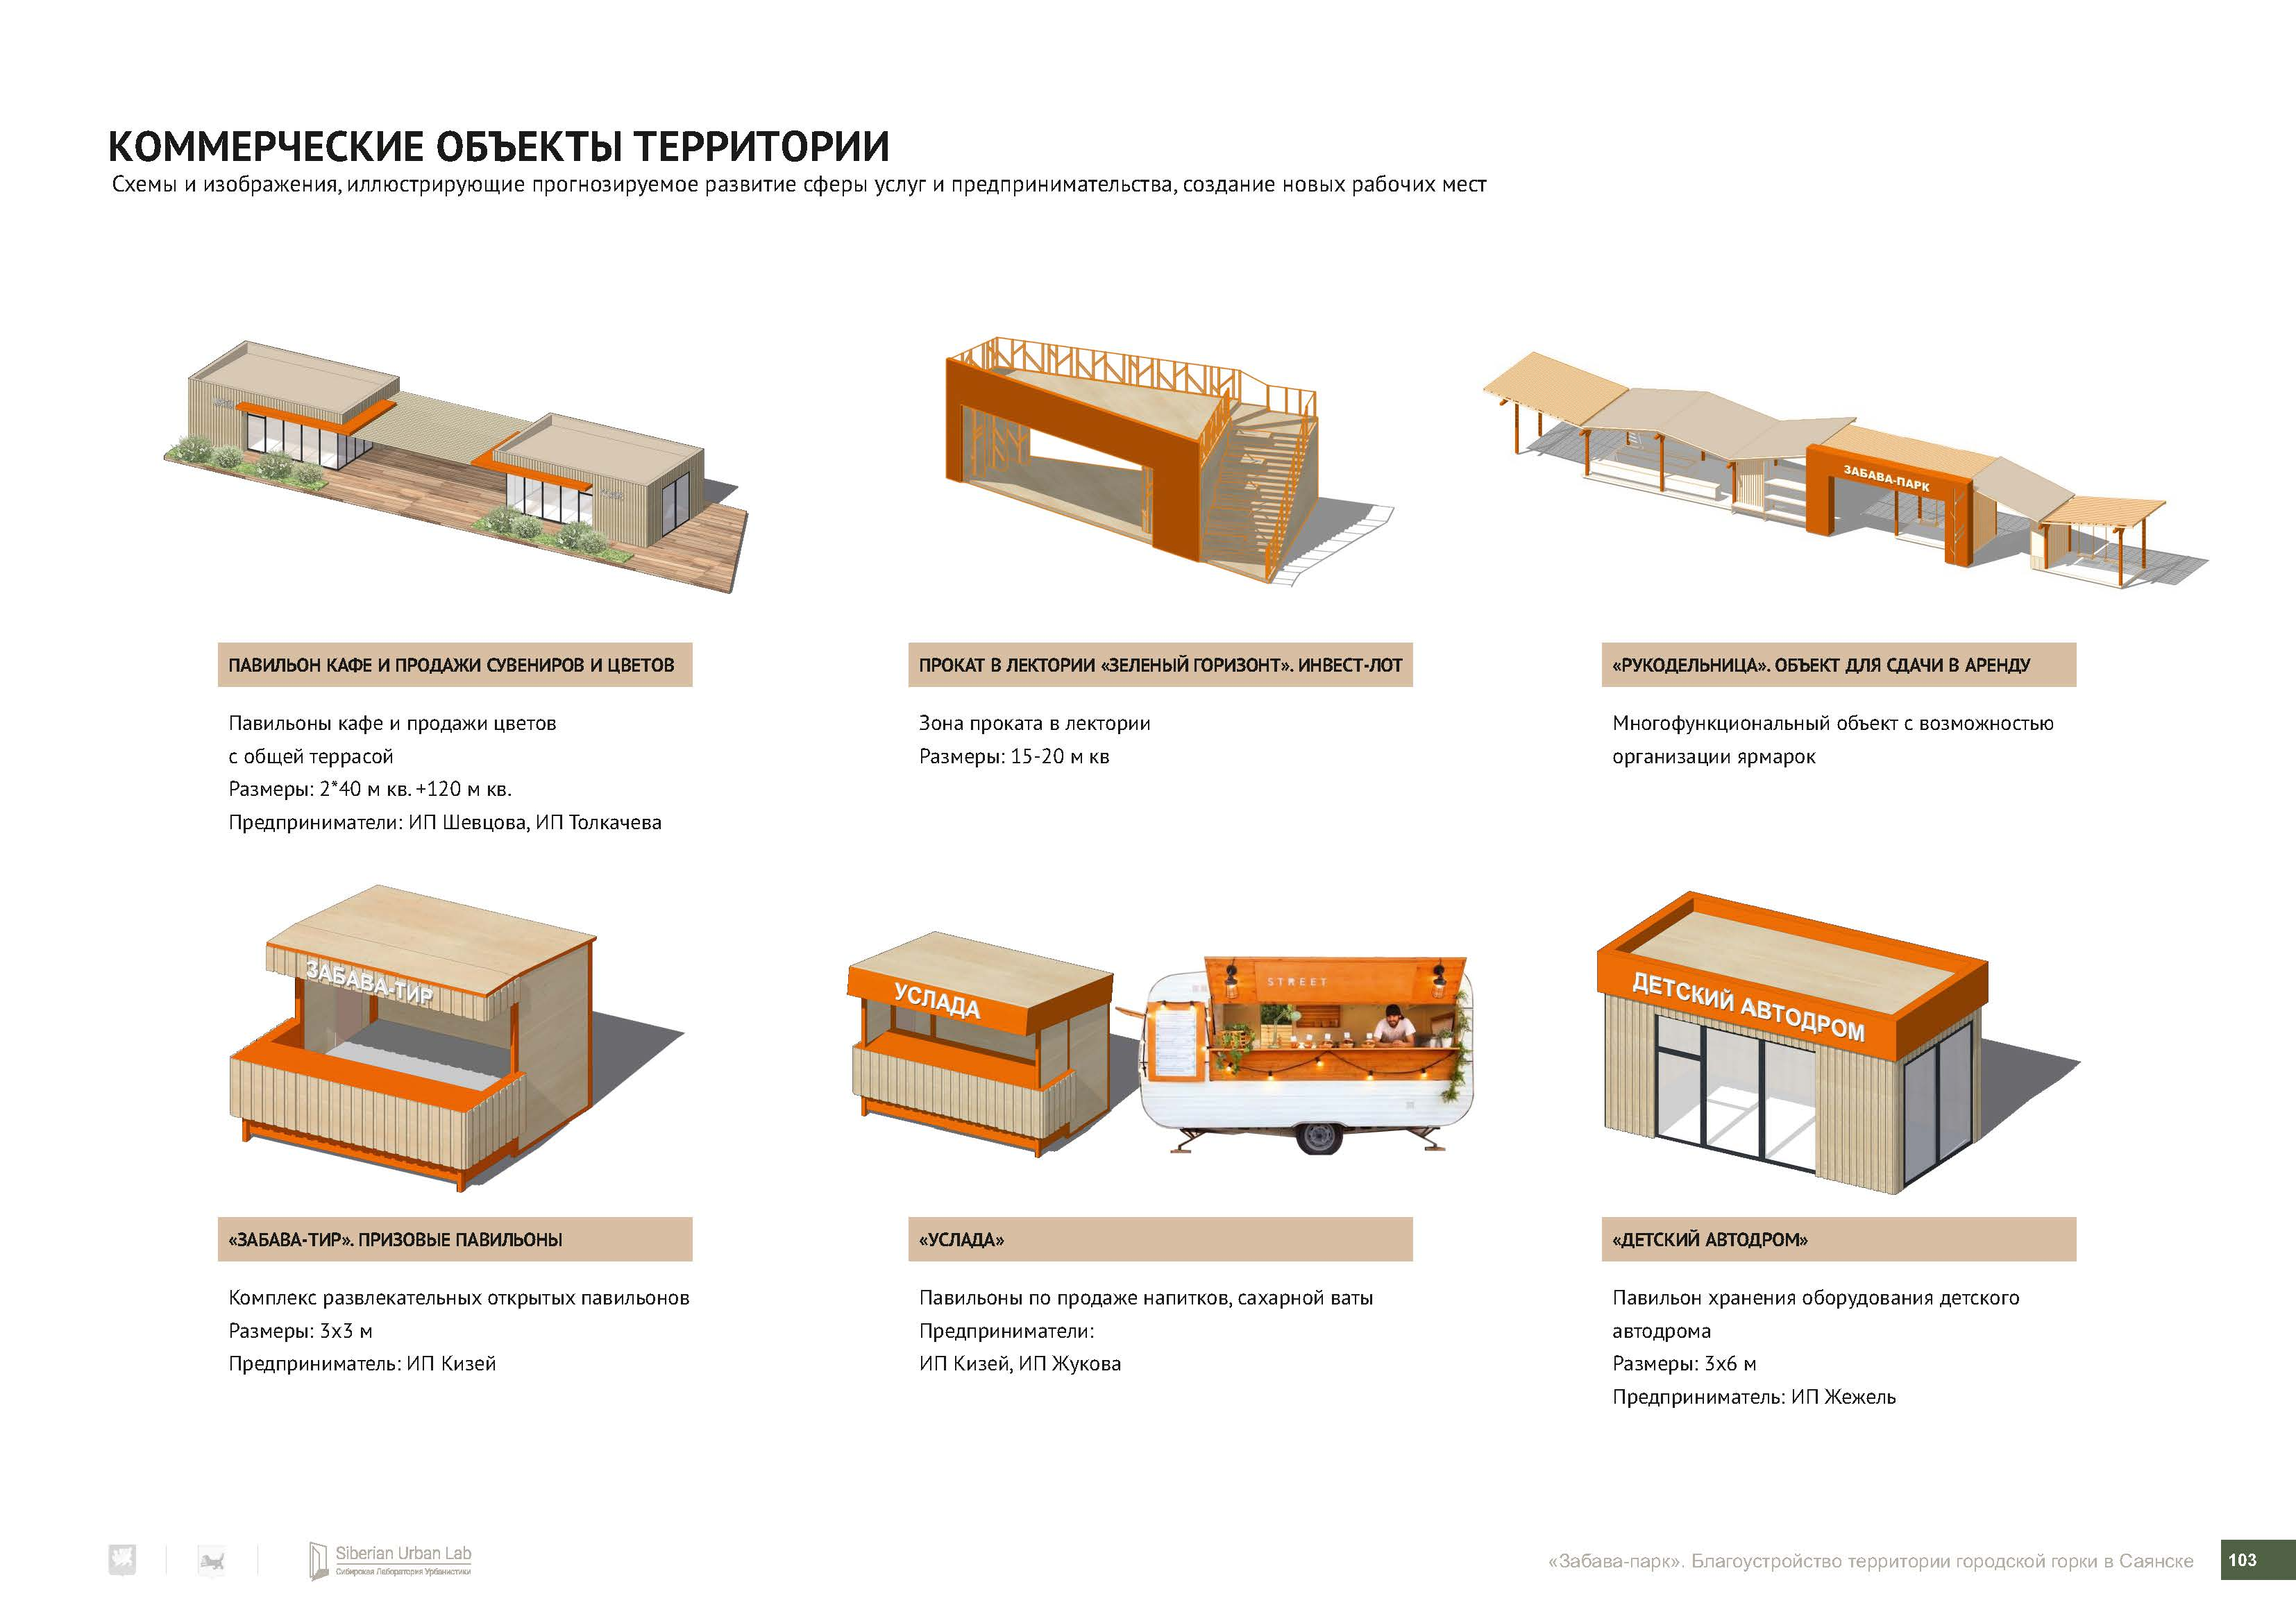 КОММЕРЧЕСКИЕ ОБЪЕКТЫ ТЕРРИТОРИИ
Схемы и изображения, иллюстрирующие прогнозируемое развитие сферы услуг и предпринимательства, создание новых рабочих мест
ЗАБАВА-ПАРК
ПАВИЛЬОН КАФЕ И ПРОДАЖИ СУВЕНИРОВ И ЦВЕТОВ
Павильоны кафе и продажи цветов
с общей террасой
Размеры: 2*40 м кв. +120 м кв.
Предприниматели: ИП Шевцова, ИП Толкачева
ПРОКАТ В ЛЕКТОРИИ «ЗЕЛЕНЫЙ ГОРИЗОНТ». ИНВЕСТ-ЛОТ
Зона проката в лектории
Размеры: 15-20 м кв
«РУКОДЕЛЬНИЦА». ОБЪЕКТ ДЛЯ СДАЧИ В АРЕНДУ
Многофункциональный объект с возможностью
организации ярмарок
ЗАБАВА-ТИР
УСЛАДА
STREET
ДЕТСКИЙ АВТОДРОМ
«ЗАБАВА-ТИР». ПРИЗОВЫЕ ПАВИЛЬОНЫ
Комплекс развлекательных открытых павильонов
Размеры: 3х3 м
Предприниматель: ИП Кизей
«УСЛАДА»
Павильоны по продаже напитков, сахарной ваты
Предприниматели:
ИП Кизей, ИП Жукова
«ДЕТСКИЙ АВТОДРОМ»
Павильон хранения оборудования детского
автодрома
Размеры: 3х6 м
Предприниматель: ИП Жежель
Siberian Urban Lab
Сибирская Лаборатория Урбанистики
«Забава-парк». Благоустройство территории городской горки в Саянске
103